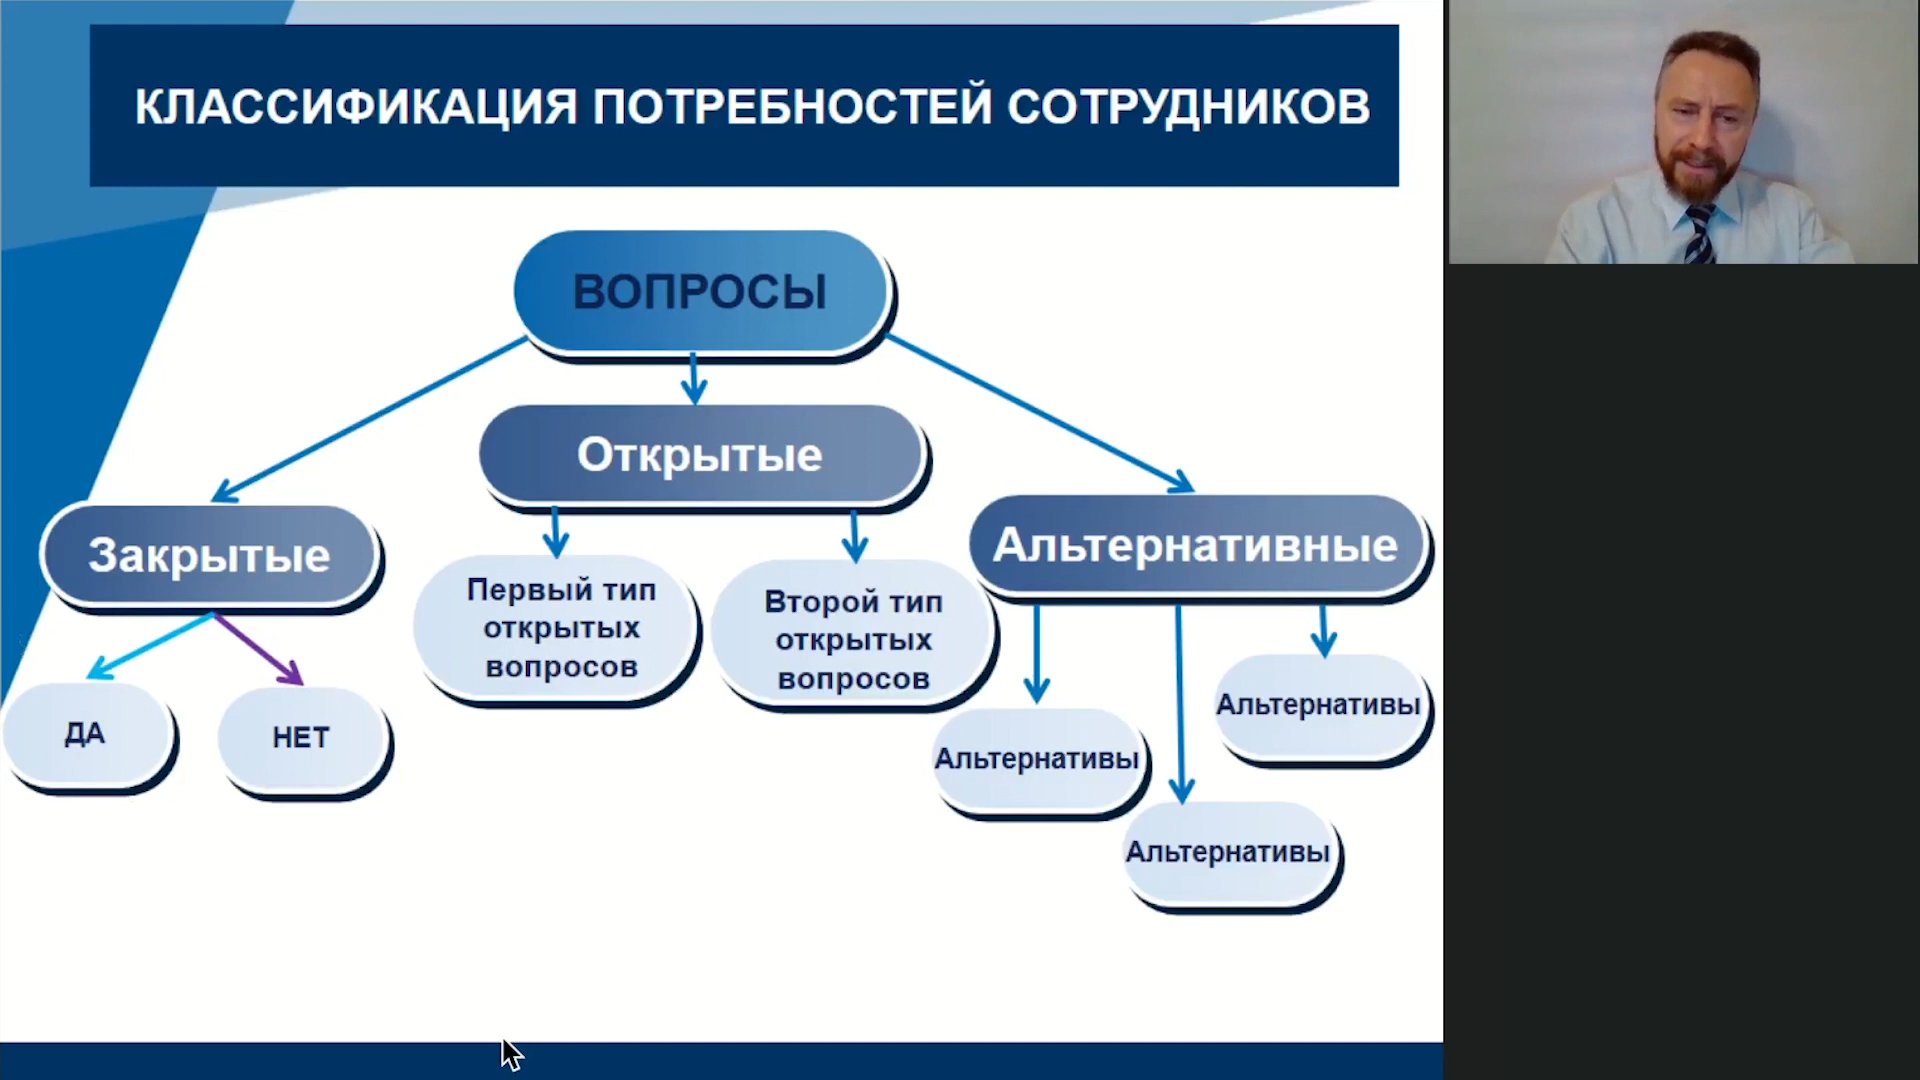 КЛАССИФИКАЦИЯ ПОТРЕБНОСТЕЙ СОТРУДНИКОВ
ВОПРОСЫ
Открытые
Закрытые
Альтернативные
Первый тип
открытых
вопросов
Второй тип
открытых
вопросов
ДА
НЕТ
Альтернативы
Альтернативы
Альтернативы